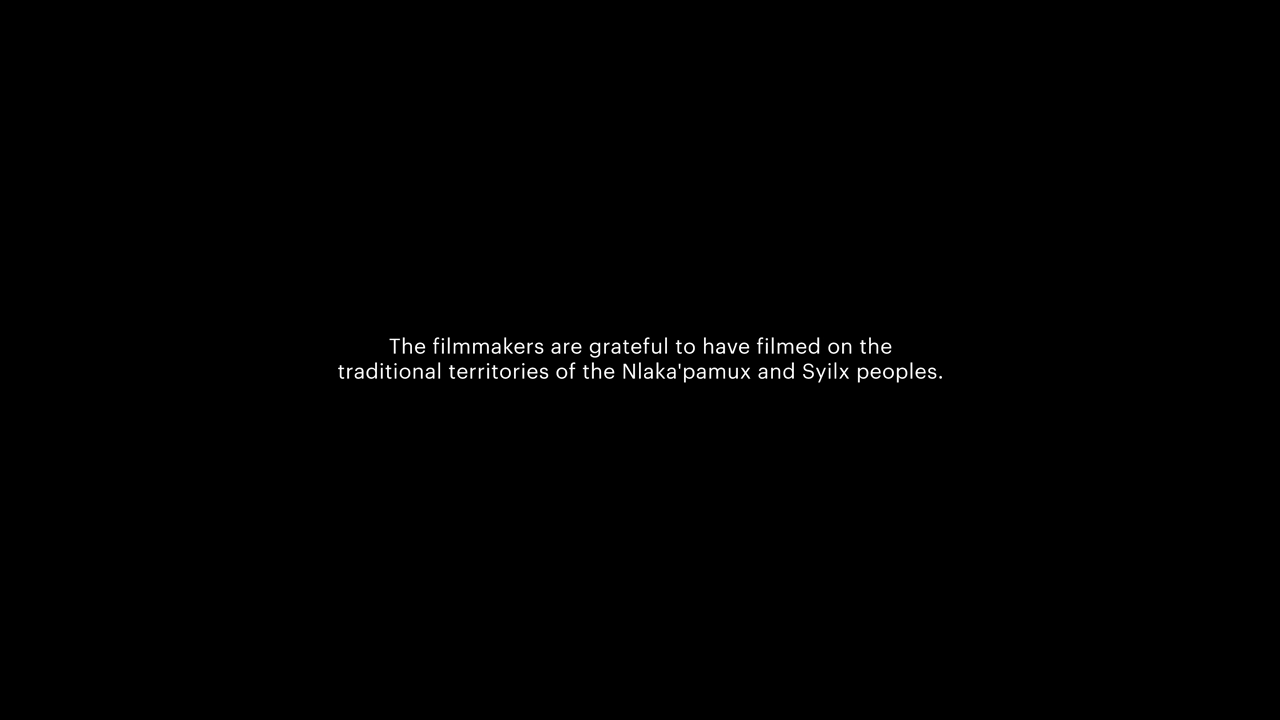 The filmmakers are grateful to have filmed on the
traditional territories of the Nlaka'pamux and Syilx peoples.